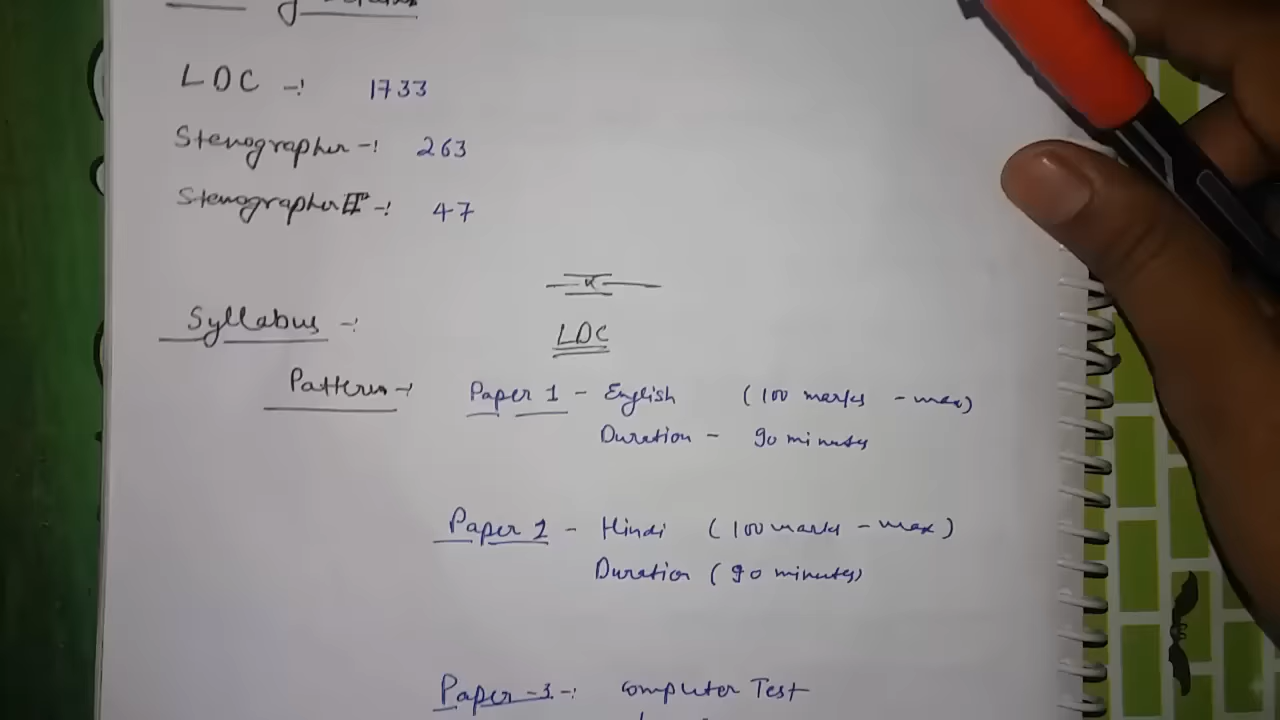 LDC -: 1733
Stenographer -: 263
Stenographer II -: 47
Syllabus -:
LDC
Pattern -: Paper 1 - English (100 marks - max)
Duration - 90 minutes
Paper 2 - Hindi (100 marks - max)
Duration (90 minutes)
Paper - 3 -: Computer Test